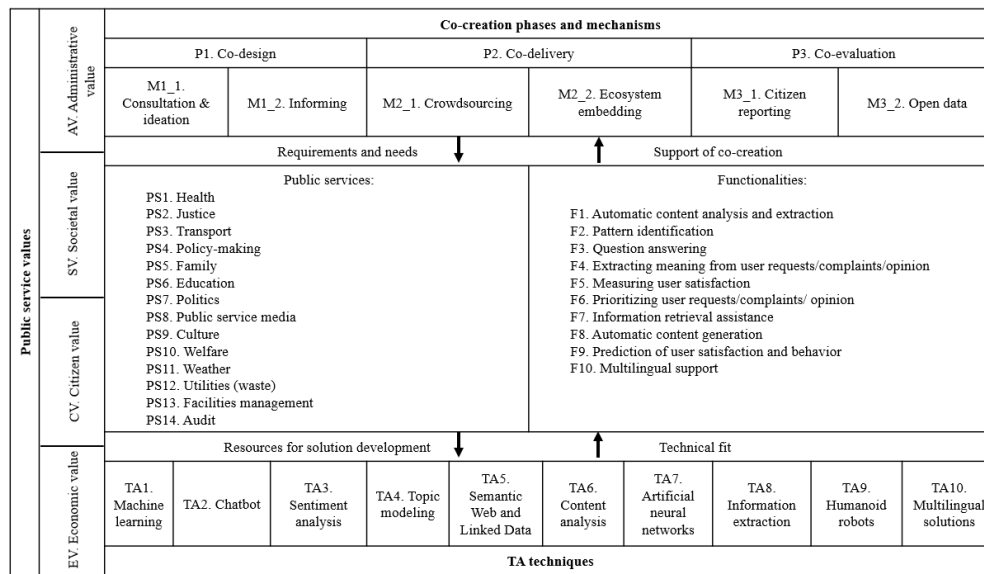 Co-creation phases and mechanisms
P1. Co-design
P2. Co-delivery
P3. Co-evaluation
M1_1.
Consultation &
ideation
M1_2. Informing
M2_1. Crowdsourcing
M2_2. Ecosystem
embedding
M3_1. Citizen
reporting
M3_2. Open data
Requirements and needs
Support of co-creation
Public services:
PS1. Health
PS2. Justice
PS3. Transport
PS4. Policy-making
PS5. Family
PS6. Education
PS7. Politics
PS8. Public service media
PS9. Culture
PS10. Welfare
PS11. Weather
PS12. Utilities (waste)
PS13. Facilities management
PS14. Audit
Functionalities:
F1. Automatic content analysis and extraction
F2. Pattern identification
F3. Question answering
F4. Extracting meaning from user requests/complaints/opinion
F5. Measuring user satisfaction
F6. Prioritizing user requests/complaints/ opinion
F7. Information retrieval assistance
F8. Automatic content generation
F9. Prediction of user satisfaction and behavior
F10. Multilingual support
Resources for solution development
Technical fit
TA1.
Machine
learning
TA2. Chatbot
TA3.
Sentiment
analysis
TA4. Topic
modeling
TA5.
Semantic
Web and
Linked Data
TA6.
Content
analysis
TA7.
Artificial
neural
networks
TA8.
Information
extraction
TA9.
Humanoid
robots
TA10.
Multilingual
solutions
TA techniques
Public service values
AV. Administrative
value
SV. Societal value
CV. Citizen value
EV. Economic value